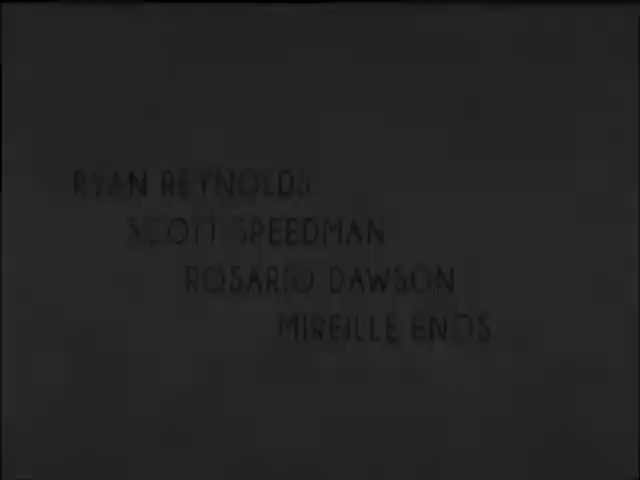 RYAN REYNOLDS
SCOTT SPEEDMAN
ROSARIO DAWSON
MIREILLE ENOS